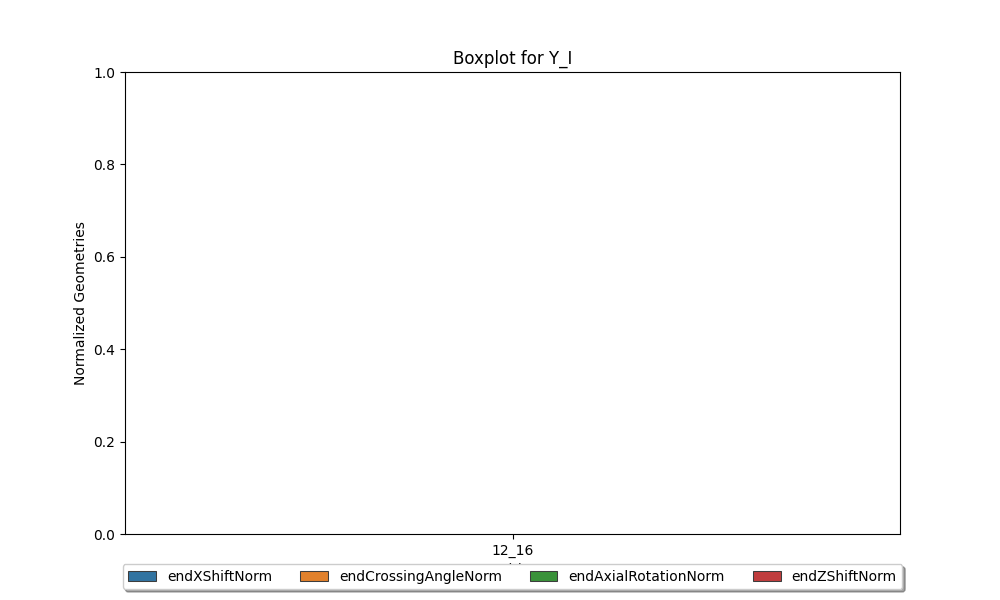 Boxplot for Y_I
1.0
0.8
0.6
0.4
0.2
0.0
Normalized Geometries
12_16
endXShiftNorm endCrossingAngleNorm endAxialRotationNorm endZShiftNorm